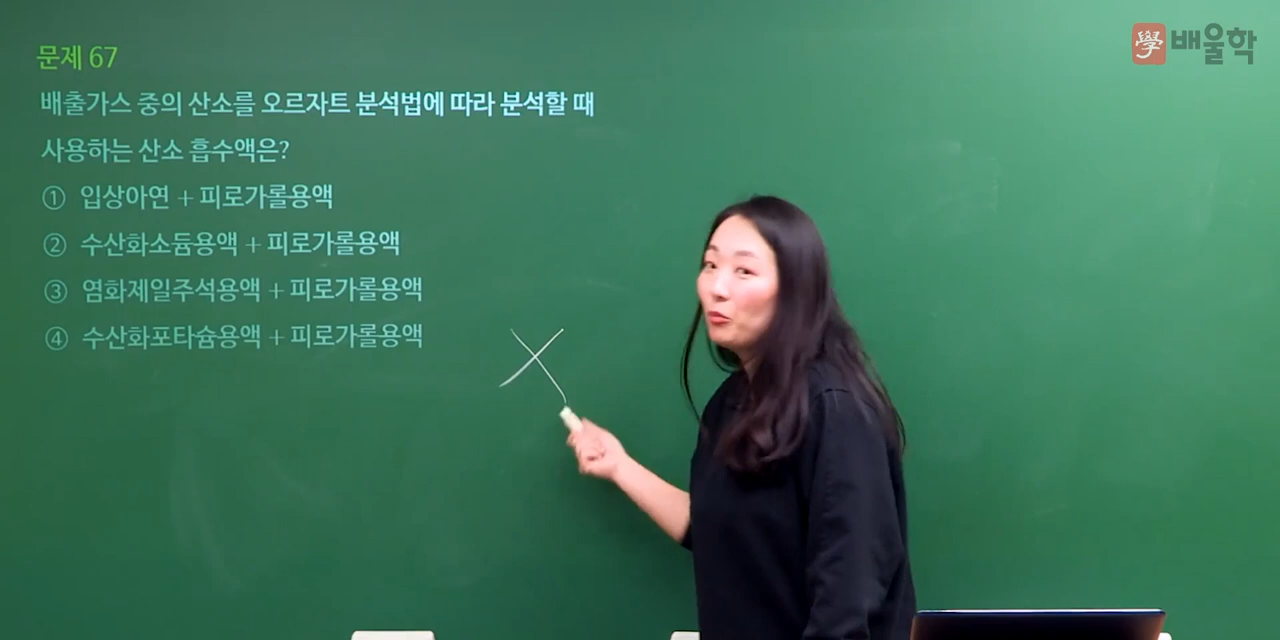 學 배울학
문제 67
배출가스 중의 산소를 오르자트 분석법에 따라 분석할 때
사용하는 산소 흡수액은?
① 입상아연 + 피로가롤용액
② 수산화소듐용액 + 피로가롤용액
③ 염화제일주석용액 + 피로가롤용액
④ 수산화포타슘용액 + 피로가롤용액